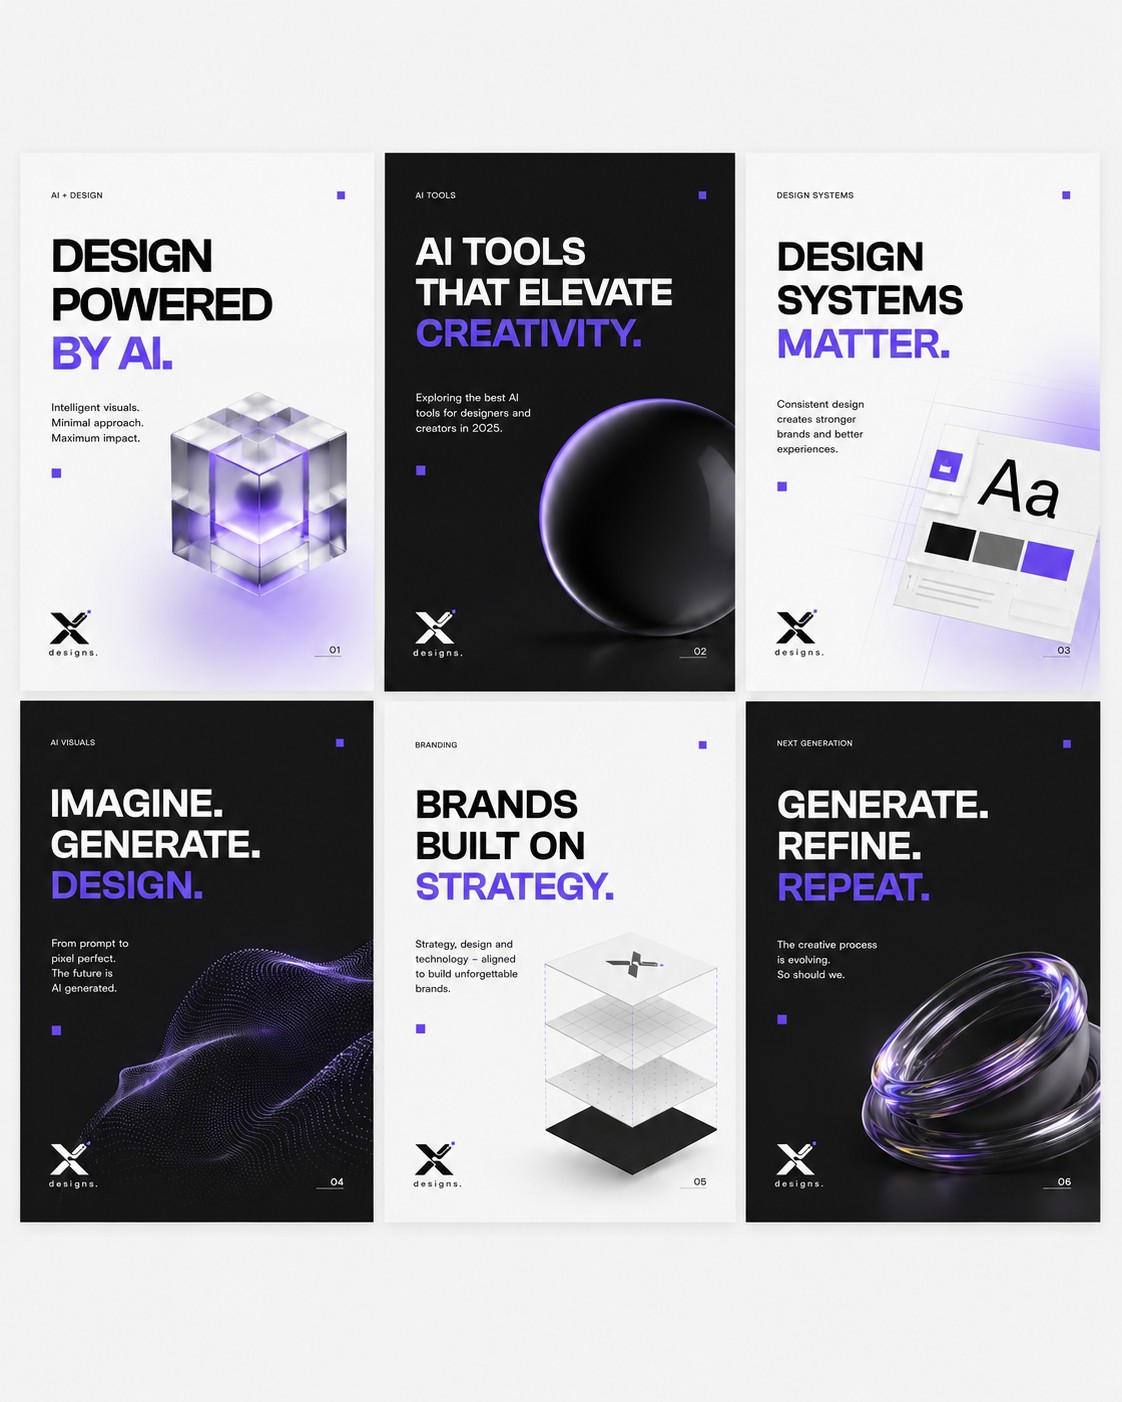 AI + DESIGN
DESIGN
POWERED
BY AI.
Intelligent visuals.
Minimal approach.
Maximum impact.
X
designs.
01
AI TOOLS
AI TOOLS
THAT ELEVATE
CREATIVITY.
Exploring the best AI
tools for designers and
creators in 2025.
X
designs.
02
DESIGN SYSTEMS
DESIGN
SYSTEMS
MATTER.
Consistent design
creates stronger
brands and better
experiences.
Aa
X
designs.
03
AI VISUALS
IMAGINE.
GENERATE.
DESIGN.
From prompt to
pixel perfect.
The future is
AI generated.
X
designs.
04
BRANDING
BRANDS
BUILT ON
STRATEGY.
Strategy, design and
technology – aligned
to build unforgettable
brands.
X
X
designs.
05
NEXT GENERATION
GENERATE.
REFINE.
REPEAT.
The creative process
is evolving.
So should we.
X
designs.
06